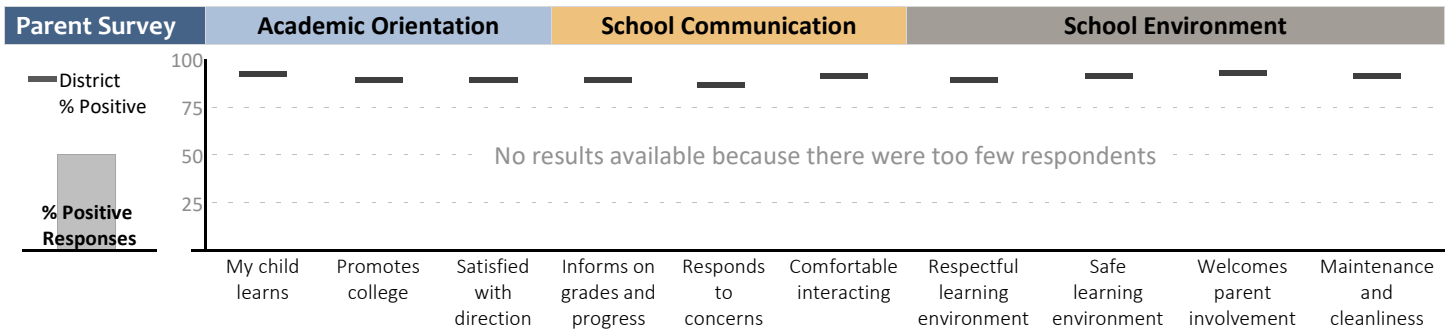 Parent Survey
Academic Orientation
School Communication
School Environment
District
% Positive
% Positive
Responses
100
75
50
25
No results available because there were too few respondents
My child
learns
Promotes
college
Satisfied
with
direction
Informs on
grades and
progress
Responds
to
concerns
Comfortable
interacting
Respectful
learning
environment
Safe
learning
environment
Welcomes
parent
involvement
Maintenance
and
cleanliness